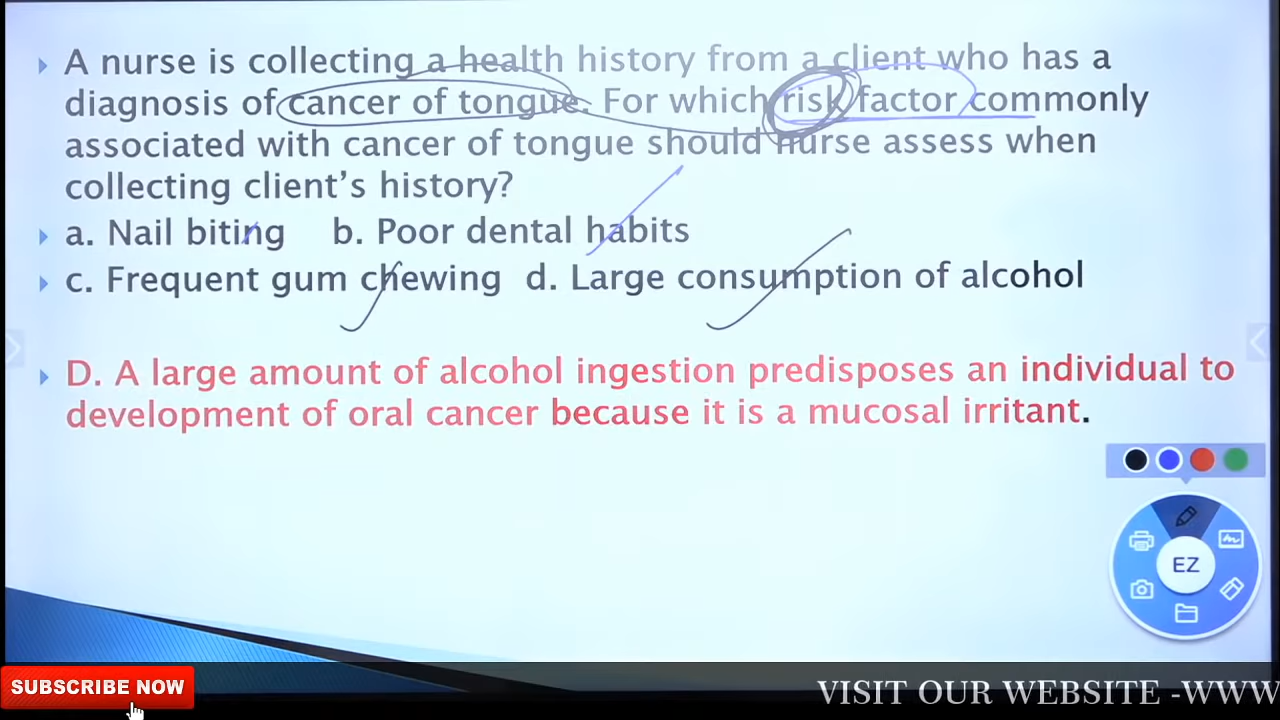 A nurse is collecting a health history from a client who has a
diagnosis of cancer of tongue. For which risk factor commonly
associated with cancer of tongue should nurse assess when
collecting client's history?
a. Nail biting b. Poor dental habits
c. Frequent gum chewing d. Large consumption of alcohol
D. A large amount of alcohol ingestion predisposes an individual to
development of oral cancer because it is a mucosal irritant.
EZ
SUBSCRIBE NOW
VISIT OUR WEBSITE -WWW